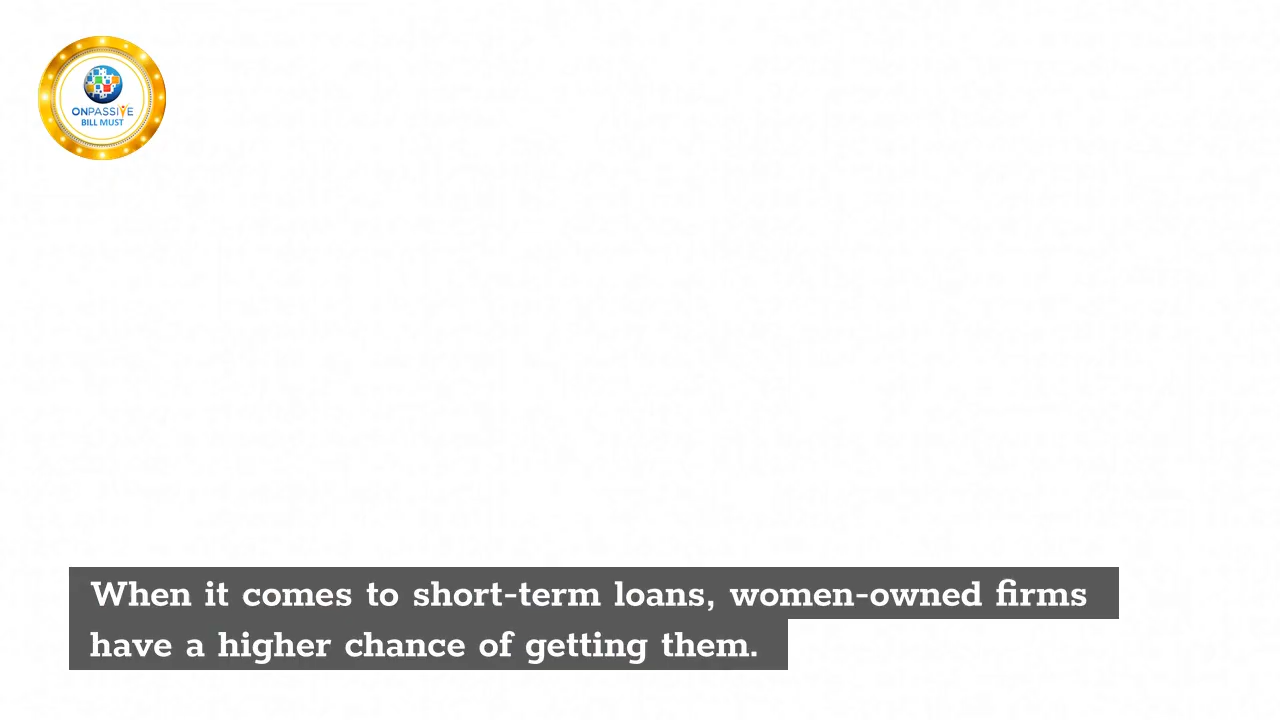 ONPASSIVE
BILL MUST
When it comes to short-term loans, women-owned firms
have a higher chance of getting them.